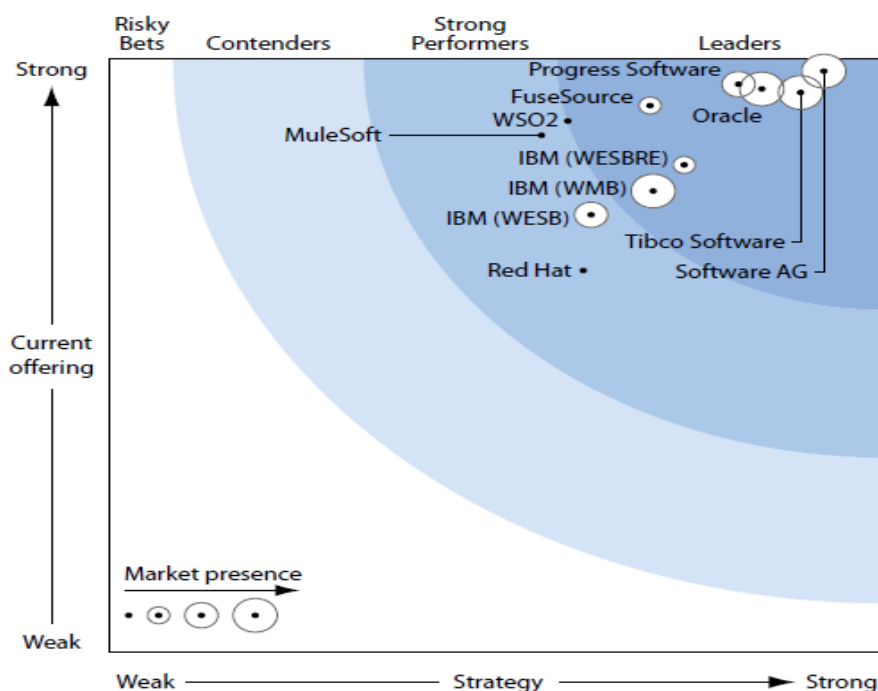 Risky
Bets
Contenders
Strong
Performers
Leaders
Strong
Progress Software
FuseSource
WSO2
Oracle
MuleSoft
IBM (WESBRE)
IBM (WMB)
IBM (WESB)
Tibco Software
Red Hat
Software AG
Current
offering
Market presence
Weak
Weak
Strategy
Strong